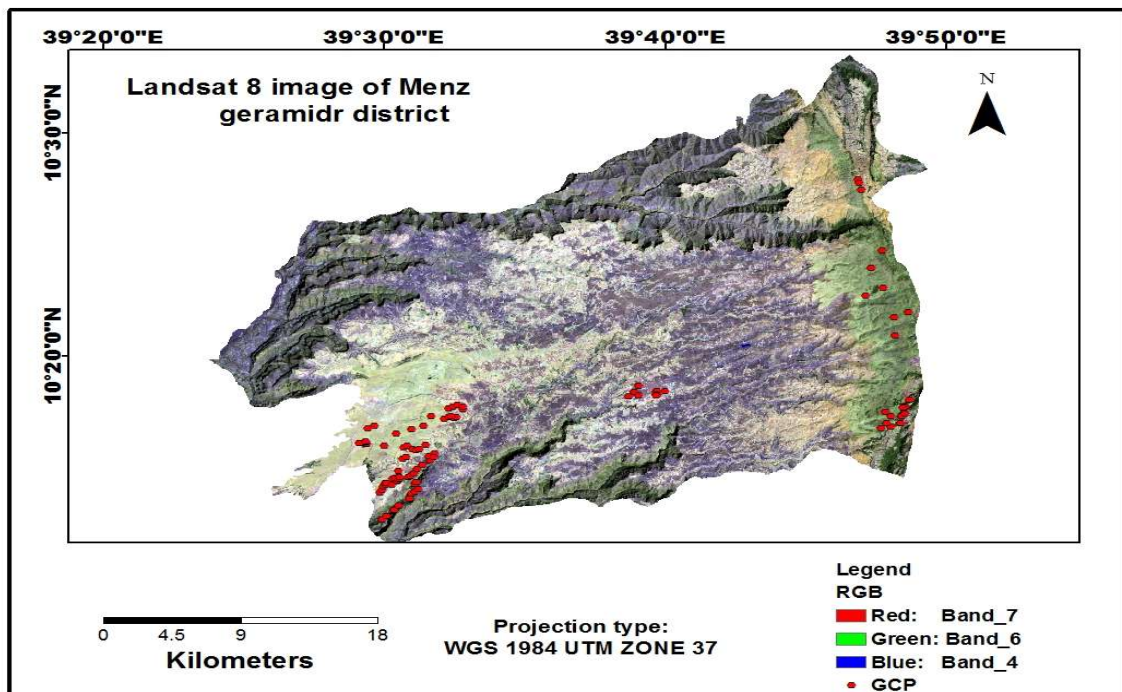 39°20'0"E 39°30'0"E 39°40'0"E 39°50'0"E
Landsat 8 image of Menz
geramidr district
N
10°30'0"N
10°20'0"N
Legend
RGB
Red: Band_7
Green: Band_6
Blue: Band_4
GCP
0 4.5 9 18
Kilometers
Projection type:
WGS 1984 UTM ZONE 37